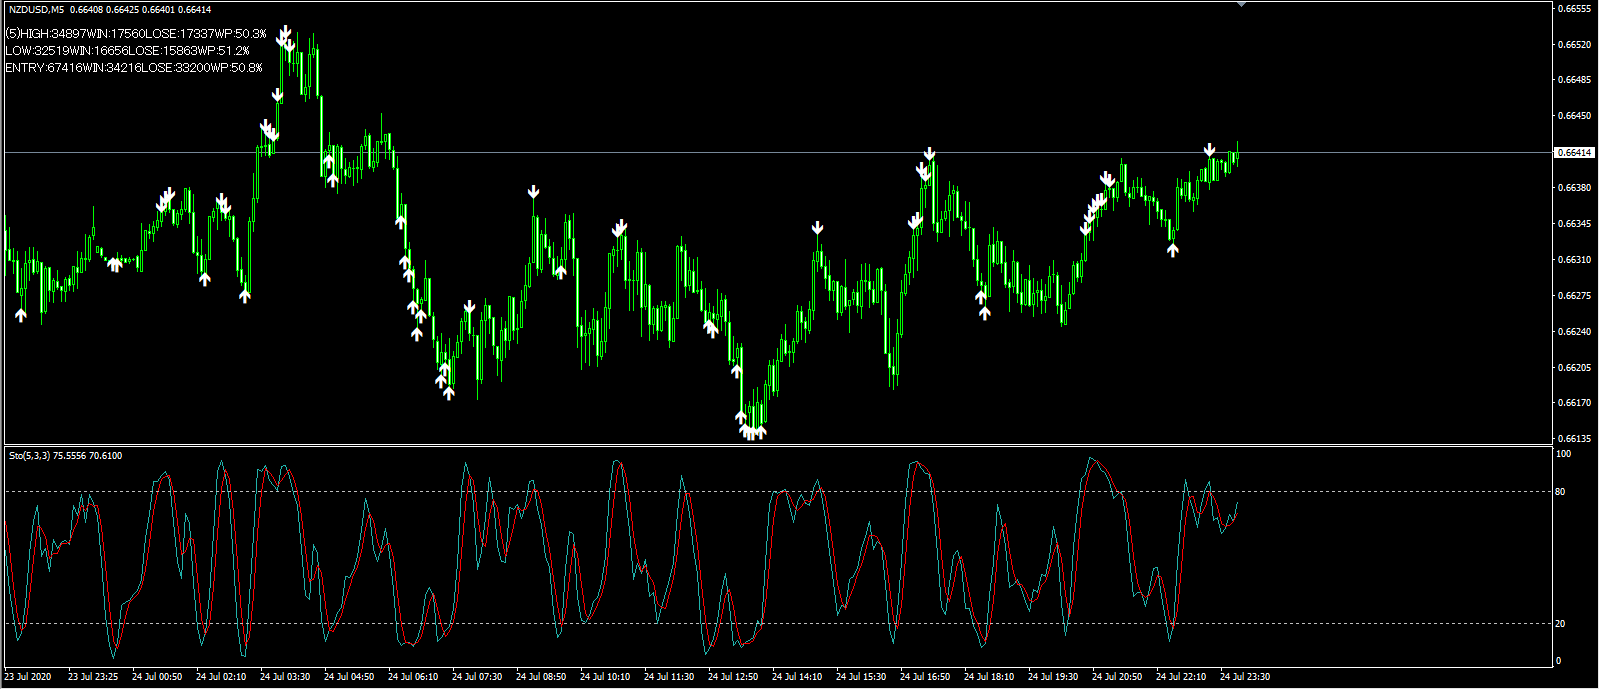 NZDUSD,M5 0.66408 0.66425 0.66401 0.66414
(5)HIGH:34897WIN:17560LOSE:17337WP:50.3%
LOW:32519WIN:16656LOSE:15863WP:51.2%
ENTRY:67416WIN:34216LOSE:33200WP:50.8%
0.66555
0.66520
0.66485
0.66450
0.66414
0.66380
0.66345
0.66310
0.66275
0.66240
0.66205
0.66170
0.66135
Sto(5,3,3) 75.5556 70.6100
100
80
20
0
23 Jul 2020 23 Jul 23:25 24 Jul 00:50 24 Jul 02:10 24 Jul 03:30 24 Jul 04:50 24 Jul 06:10 24 Jul 07:30 24 Jul 08:50 24 Jul 10:10 24 Jul 11:30 24 Jul 12:50 24 Jul 14:10 24 Jul 15:30 24 Jul 16:50 24 Jul 18:10 24 Jul 19:30 24 Jul 20:50 24 Jul 22:10 24 Jul 23:30